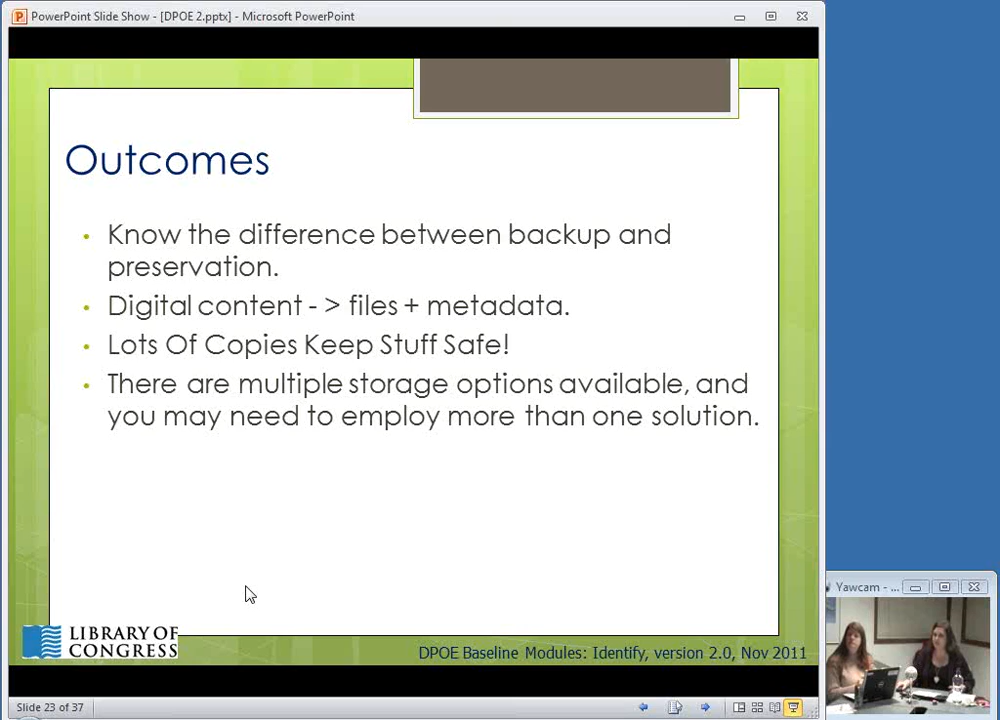 PowerPoint Slide Show - [DPOE 2.pptx] - Microsoft PowerPoint
Outcomes
• Know the difference between backup and
preservation.
• Digital content - > files + metadata.
• Lots Of Copies Keep Stuff Safe!
• There are multiple storage options available, and
you may need to employ more than one solution.
LIBRARY OF
CONGRESS
DPOE Baseline Modules: Identify, version 2.0, Nov 2011
Slide 23 of 37
Yawcam - ...